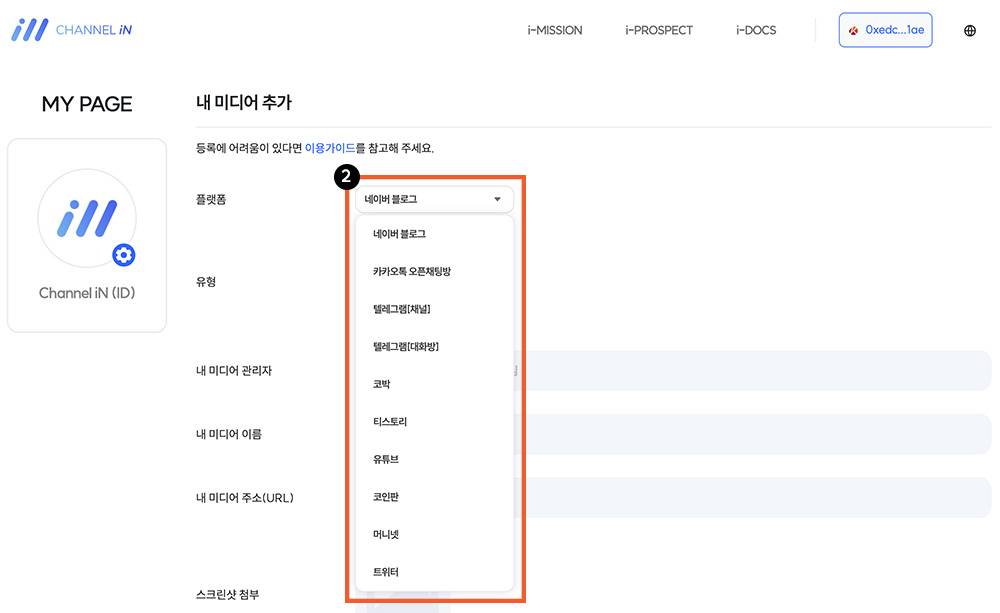 CHANNEL iN
i-MISSION
i-PROSPECT
i-DOCS
0xedc...1ae
MY PAGE
Channel iN (ID)
내 미디어 추가
등록에 어려움이 있다면 이용가이드를 참고해 주세요.
2
플랫폼
네이버 블로그
네이버 블로그
카카오톡 오픈채팅방
텔레그램[채널]
텔레그램[대화방]
코박
티스토리
유튜브
코인판
머니넷
트위터
유형
내 미디어 관리자
내 미디어 이름
내 미디어 주소(URL)
스크린샷 첨부